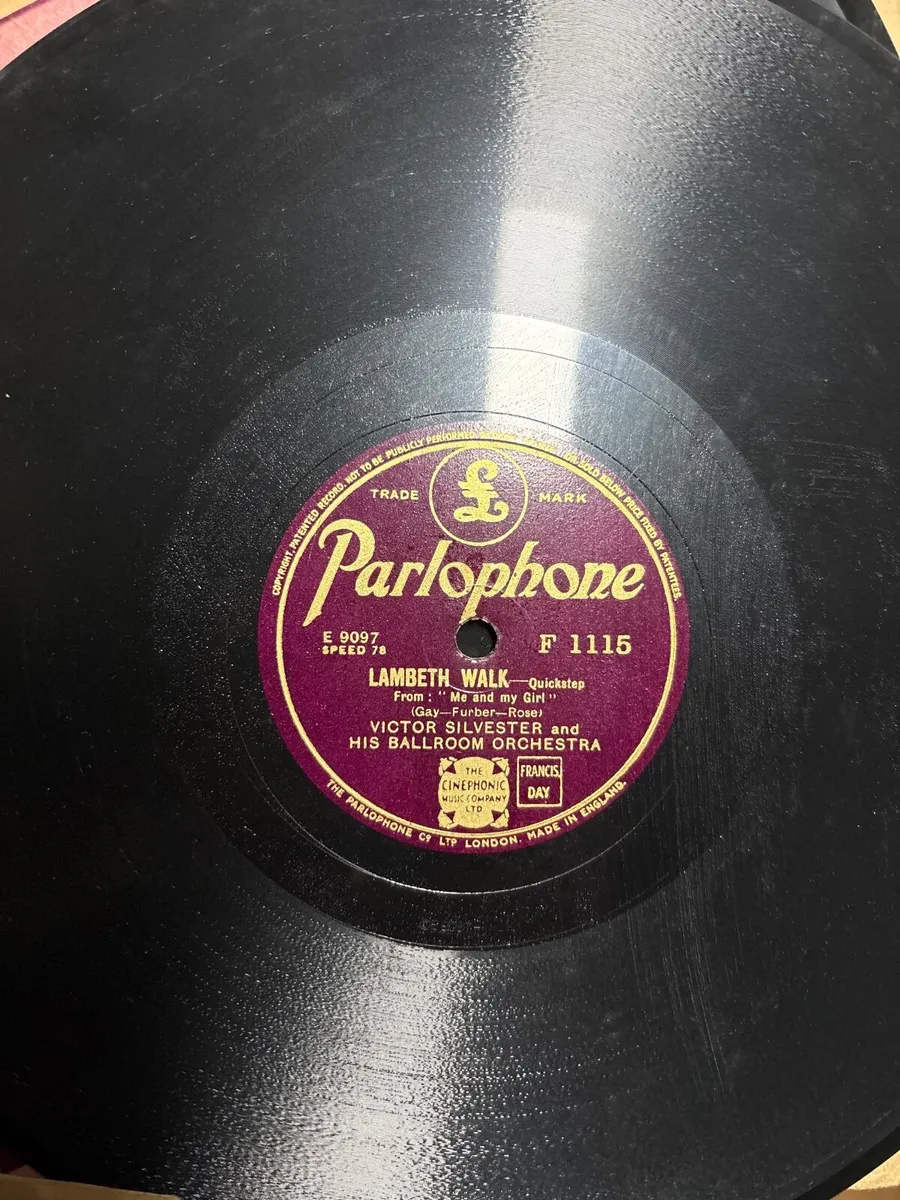 COPYRIGHT. PATENTED RECORD. NOT TO BE PUBLICLY PERFORMED OR SOLD BELOW PRICE FIXED BY PATENTEES.
TRADE £ MARK
Parlophone
E 9097
SPEED 78
F 1115
LAMBETH WALK—Quickstep
From : "Me and my Girl"
(Gay—Furber—Rose)
VICTOR SILVESTER and
HIS BALLROOM ORCHESTRA
THE
CINEPHONIC
MUSIC COMPANY
LTD
FRANCIS,
DAY
THE PARLOPHONE Cº LTD LONDON. MADE IN ENGLAND.